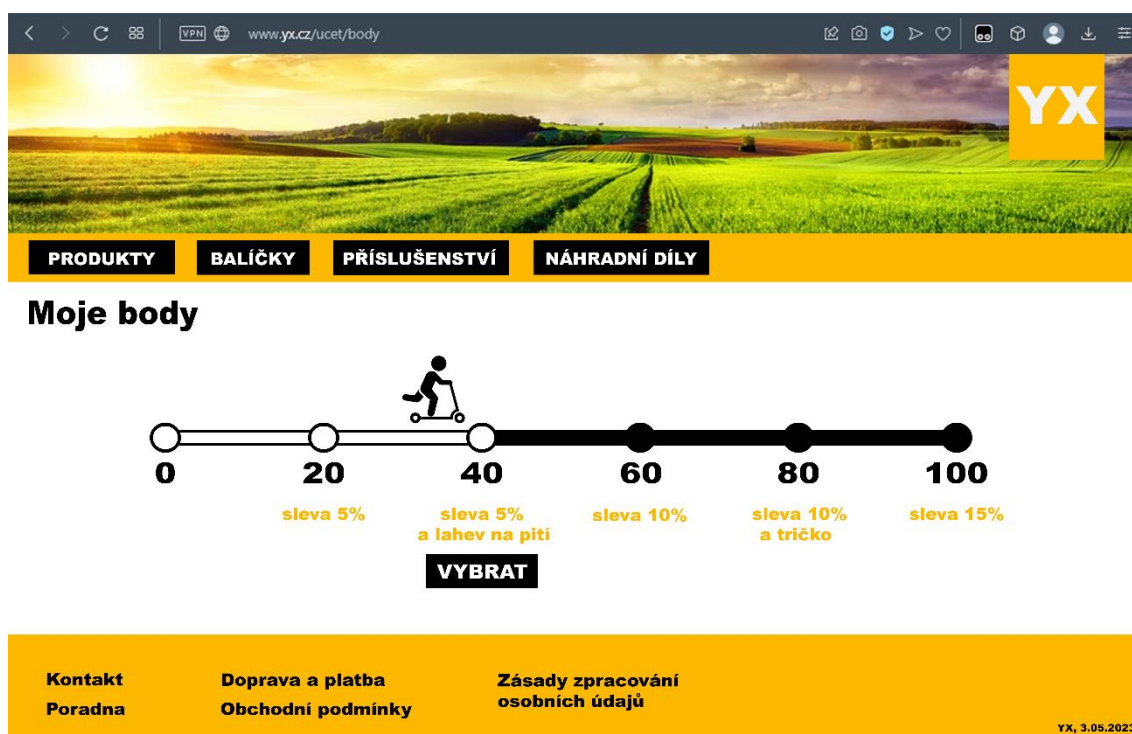 VPN www.yx.cz/ucet/body
YX
PRODUKTY BALÍČKY PŘÍSLUŠENSTVÍ NÁHRADNÍ DÍLY
Moje body
0 20 40 60 80 100
sleva 5% sleva 5% sleva 10% sleva 10% sleva 15%
a lahev na pití a tričko
VYBRAT
Kontakt Doprava a platba Zásady zpracování
Poradna Obchodní podmínky osobních údajů
YX, 3.05.2023